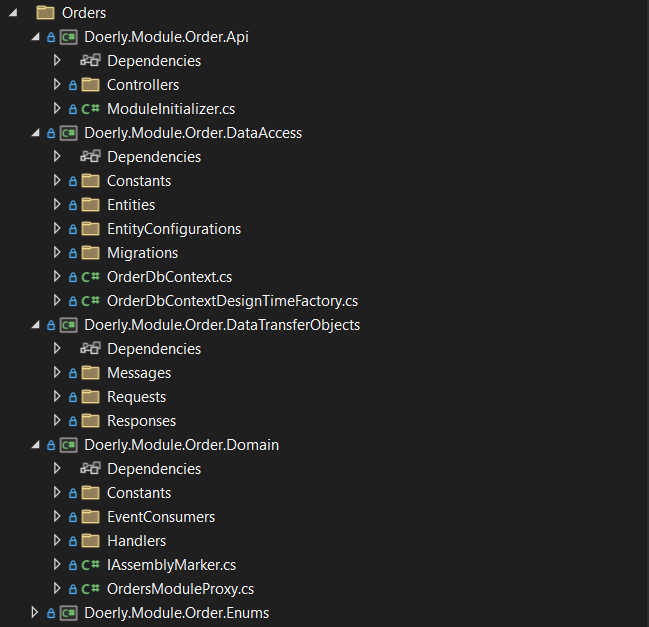 Orders
C# Doerly.Module.Order.Api
Dependencies
Controllers
C# ModuleInitializer.cs
C# Doerly.Module.Order.DataAccess
Dependencies
Constants
Entities
EntityConfigurations
Migrations
C# OrderDbContext.cs
C# OrderDbContextDesignTimeFactory.cs
C# Doerly.Module.Order.DataTransferObjects
Dependencies
Messages
Requests
Responses
C# Doerly.Module.Order.Domain
Dependencies
Constants
EventConsumers
Handlers
C# IAssemblyMarker.cs
C# OrdersModuleProxy.cs
C# Doerly.Module.Order.Enums